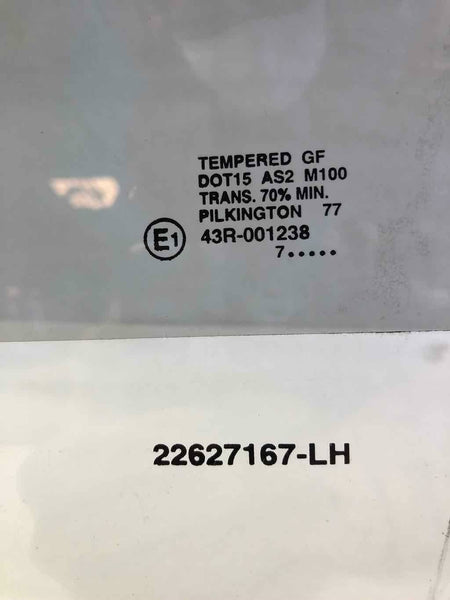 TEMPERED GF
DOT15 AS2 M100
TRANS. 70% MIN.
PILKINGTON 77
E1 43R-001238
7.....
22627167-LH